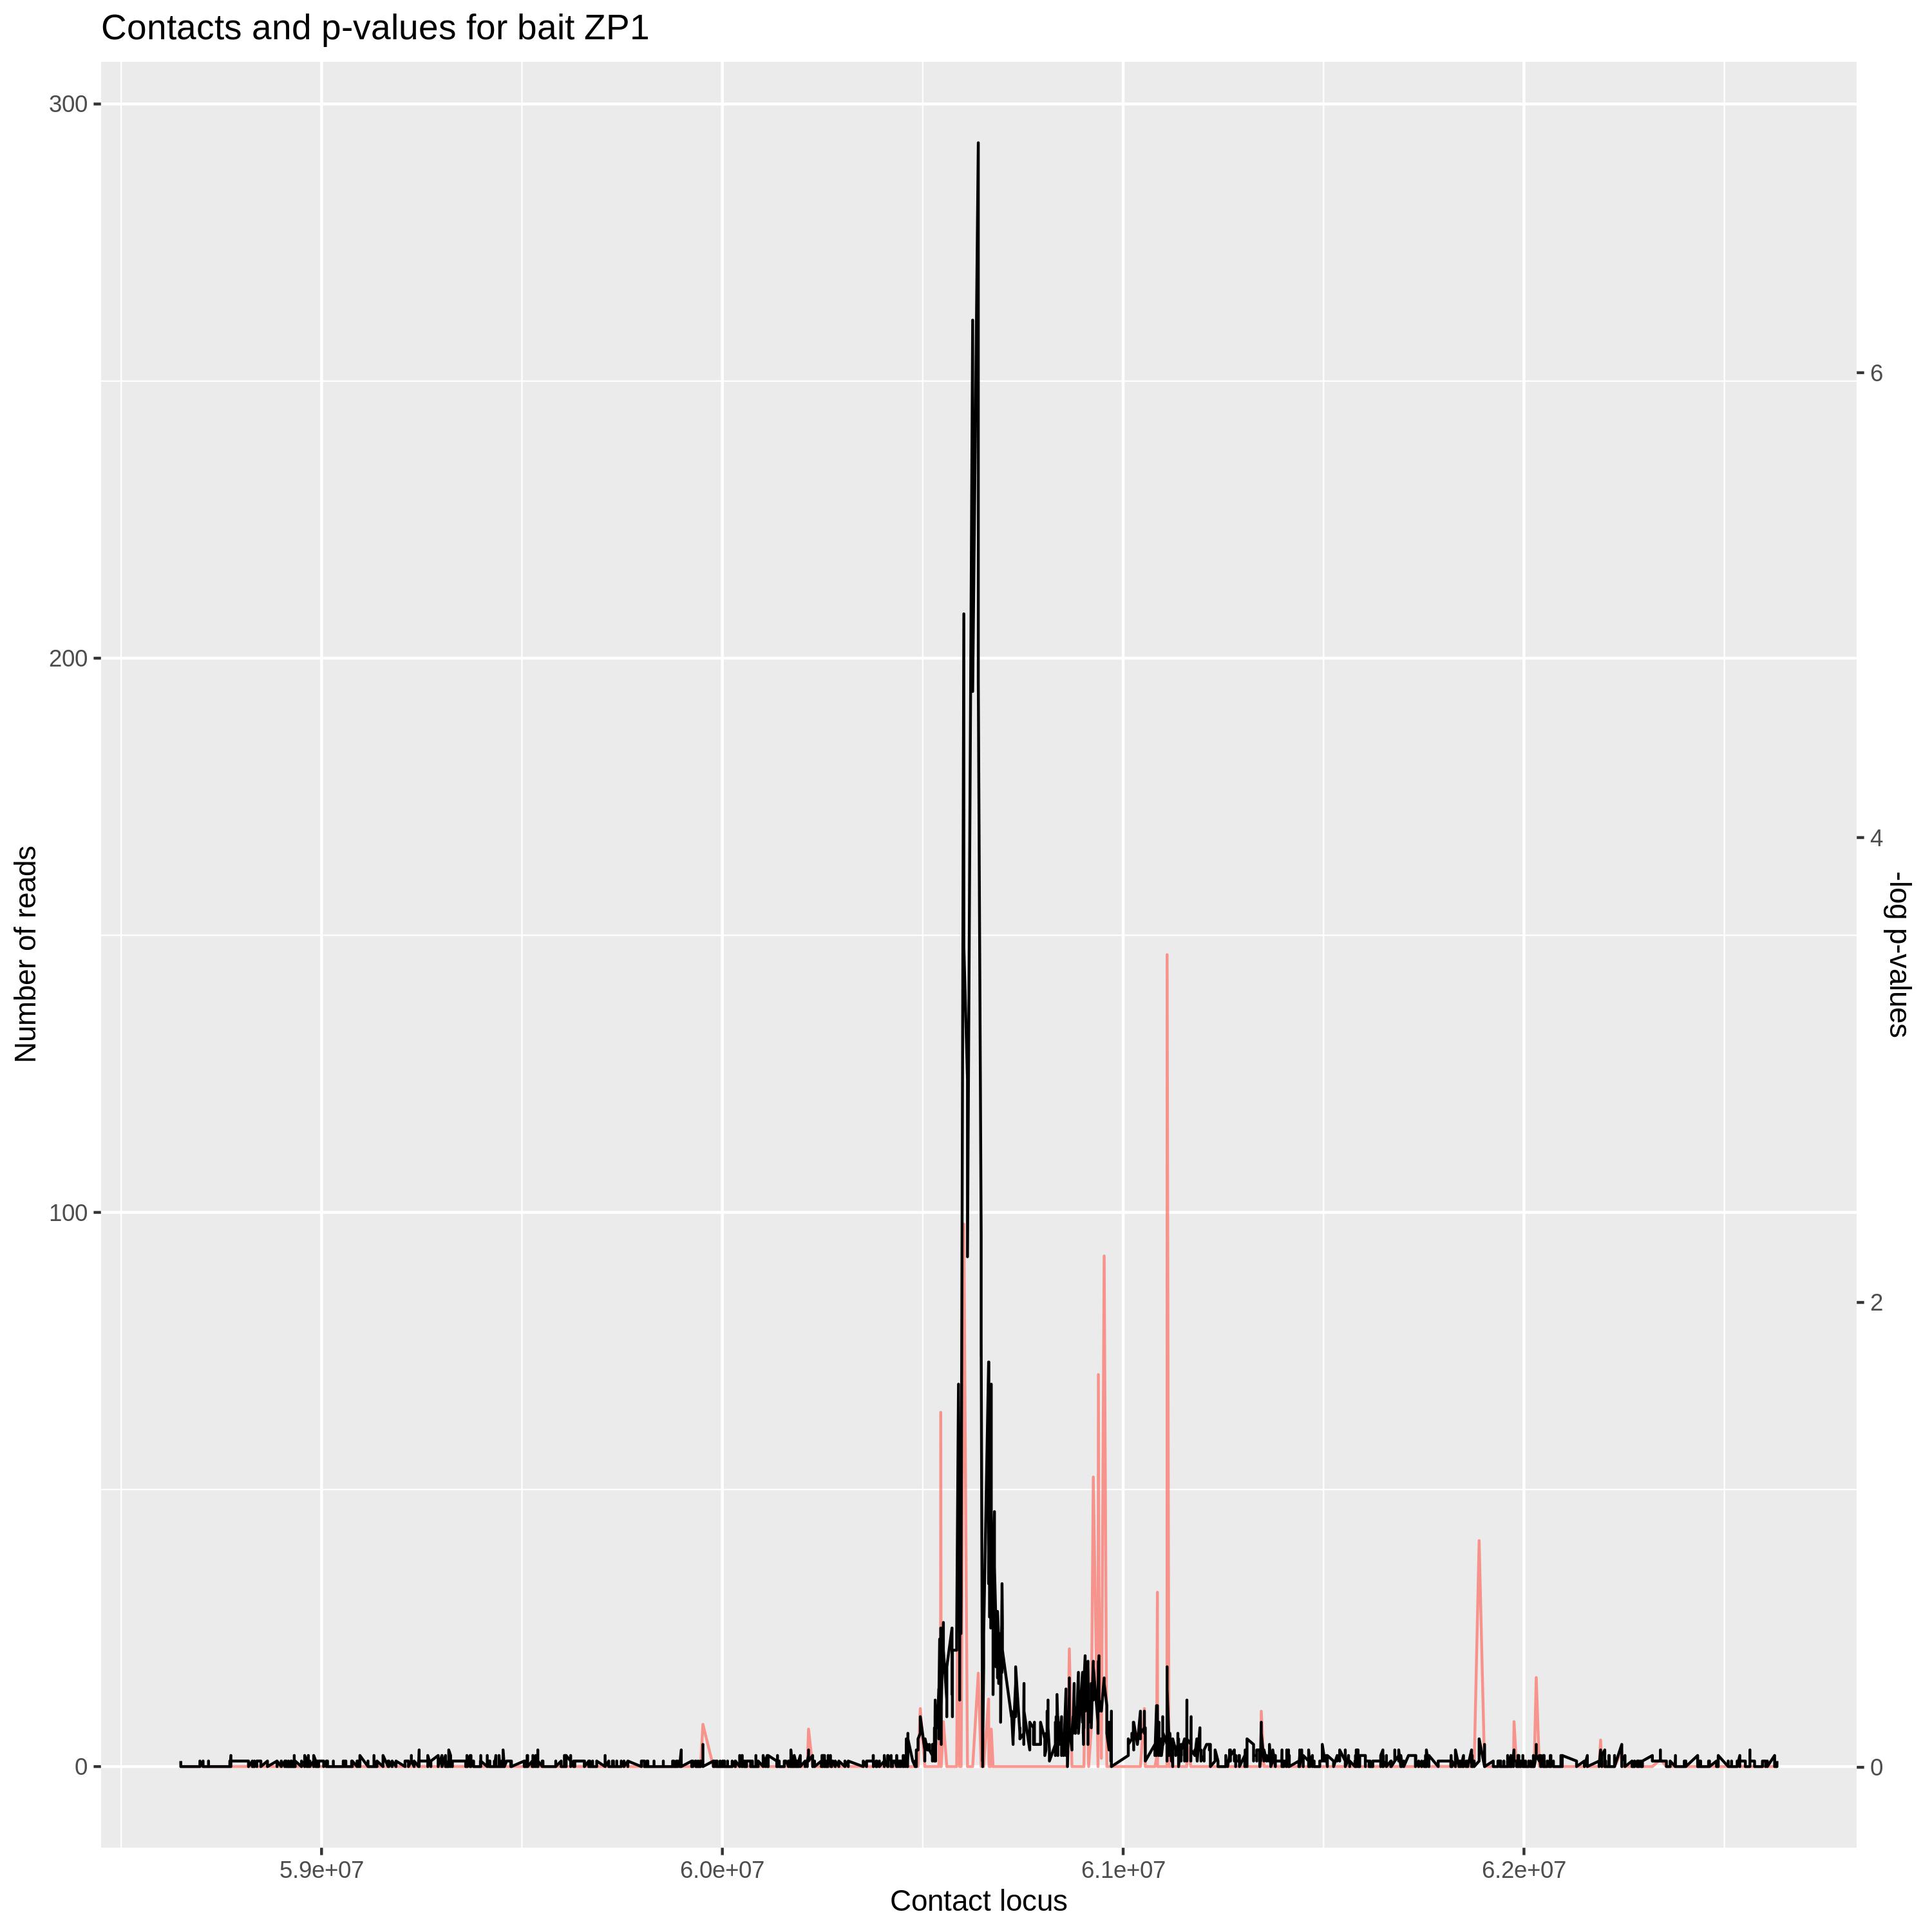 Contacts and p-values for bait ZP1
300
200
100
0
Number of reads
6
4
2
0
-log p-values
5.9e+07
6.0e+07
6.1e+07
6.2e+07
Contact locus